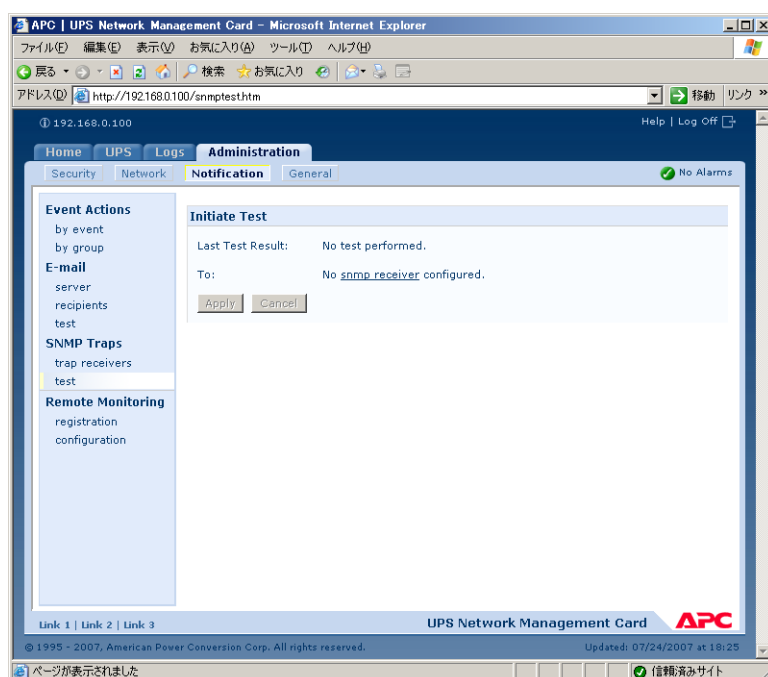 APC | UPS Network Management Card - Microsoft Internet Explorer
ファイル(F) 編集(E) 表示(V) お気に入り(A) ツール(T) ヘルプ(H)
戻る 検索 お気に入り
アドレス(D) http://192.168.0.100/snmptest.htm 移動 リンク »
192.168.0.100 Help | Log Off
Home UPS Logs Administration
Security Network Notification General No Alarms
Event Actions
by event
by group
E-mail
server
recipients
test
SNMP Traps
trap receivers
test
Remote Monitoring
registration
configuration
Initiate Test
Last Test Result: No test performed.
To: No snmp receiver configured.
Apply Cancel
Link 1 | Link 2 | Link 3 UPS Network Management Card APC
© 1995 - 2007, American Power Conversion Corp. All rights reserved. Updated: 07/24/2007 at 18:25
ページが表示されました 信頼済みサイト